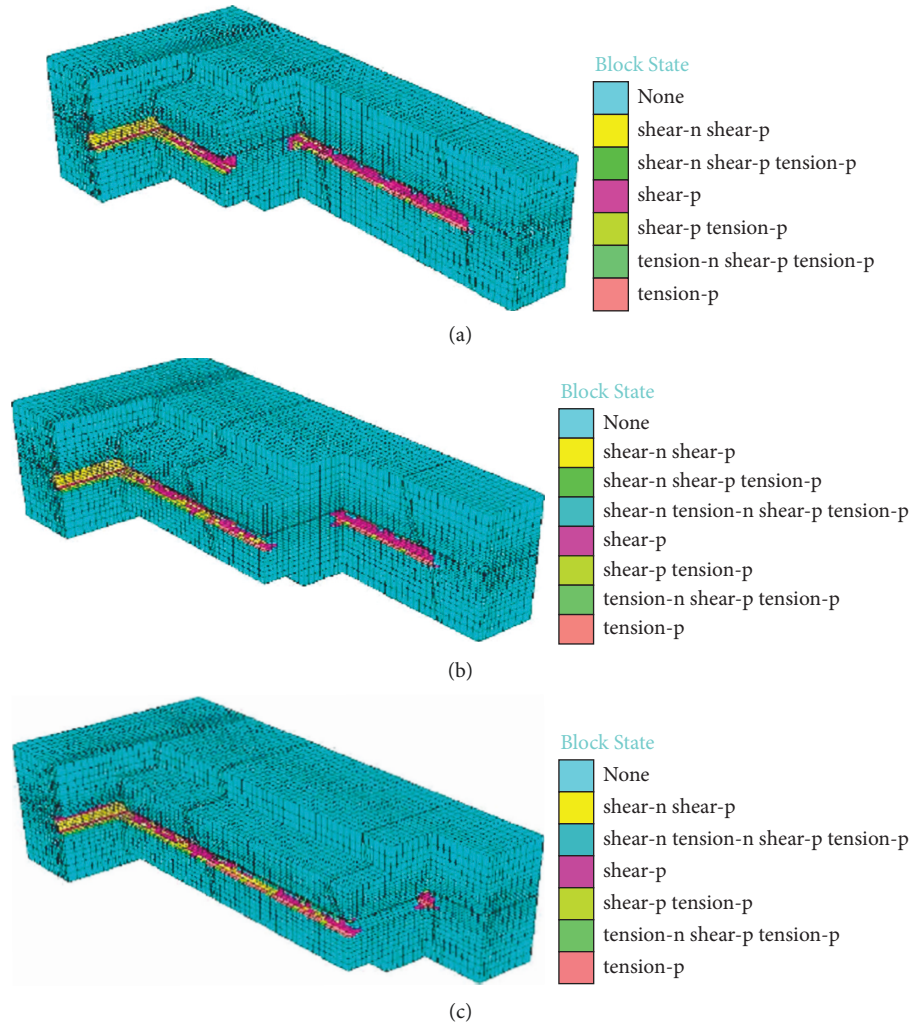 Block State
None
shear-n shear-p
shear-n shear-p tension-p
shear-p
shear-p tension-p
tension-n shear-p tension-p
tension-p
(a)
Block State
None
shear-n shear-p
shear-n shear-p tension-p
shear-n tension-n shear-p tension-p
shear-p
shear-p tension-p
tension-n shear-p tension-p
tension-p
(b)
Block State
None
shear-n shear-p
shear-n tension-n shear-p tension-p
shear-p
shear-p tension-p
tension-n shear-p tension-p
tension-p
(c)